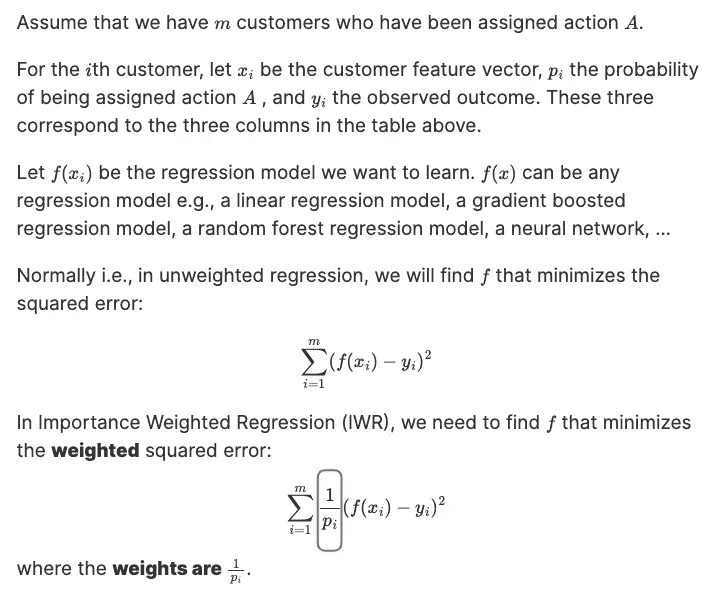 Assume that we have m customers who have been assigned action A.
For the ith customer, let x_i be the customer feature vector, p_i the probability
of being assigned action A , and y_i the observed outcome. These three
correspond to the three columns in the table above.
Let f(x_i) be the regression model we want to learn. f(x) can be any
regression model e.g., a linear regression model, a gradient boosted
regression model, a random forest regression model, a neural network, ...
Normally i.e., in unweighted regression, we will find f that minimizes the
squared error:
\sum_{i=1}^{m} (f(x_i) − y_i)^2
In Importance Weighted Regression (IWR), we need to find f that minimizes
the weighted squared error:
\sum_{i=1}^{m} \frac{1}{p_i} (f(x_i) − y_i)^2
where the weights are \frac{1}{p_i}.